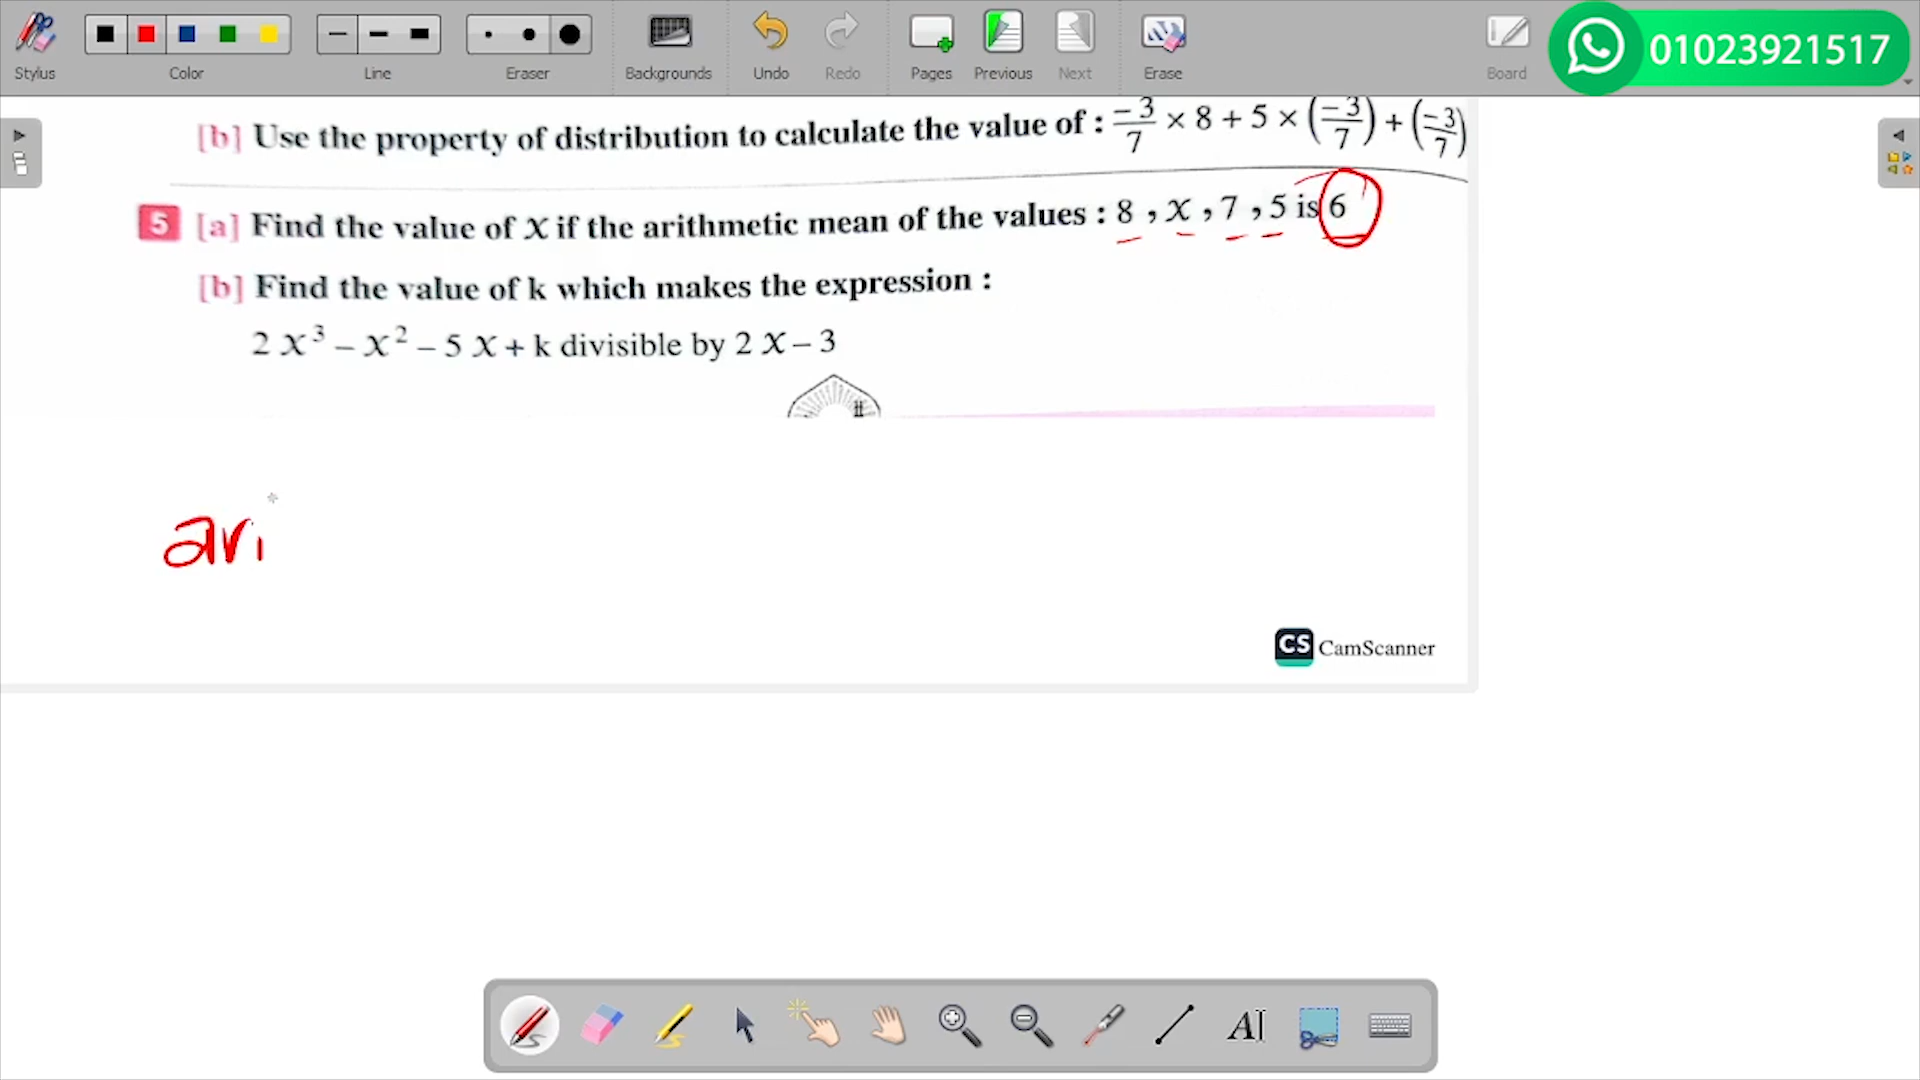 Stylus Color Line Eraser Backgrounds Undo Redo Pages Previous Next Erase Board 01023921517
[b] Use the property of distribution to calculate the value of : −3/7 × 8 + 5 × (−3/7) + (−3/7)
5 [a] Find the value of X if the arithmetic mean of the values : 8 , X , 7 , 5 is 6
[b] Find the value of k which makes the expression :
2 X³ – X² – 5 X + k divisible by 2 X – 3
ari
CS CamScanner